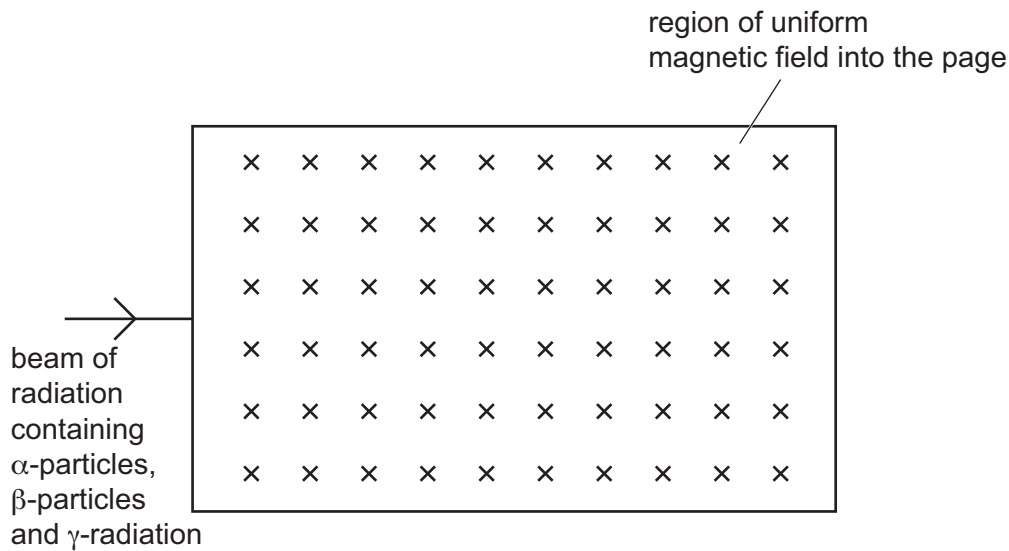 region of uniform
magnetic field into the page
beam of
radiation
containing
α-particles,
β-particles
and γ-radiation